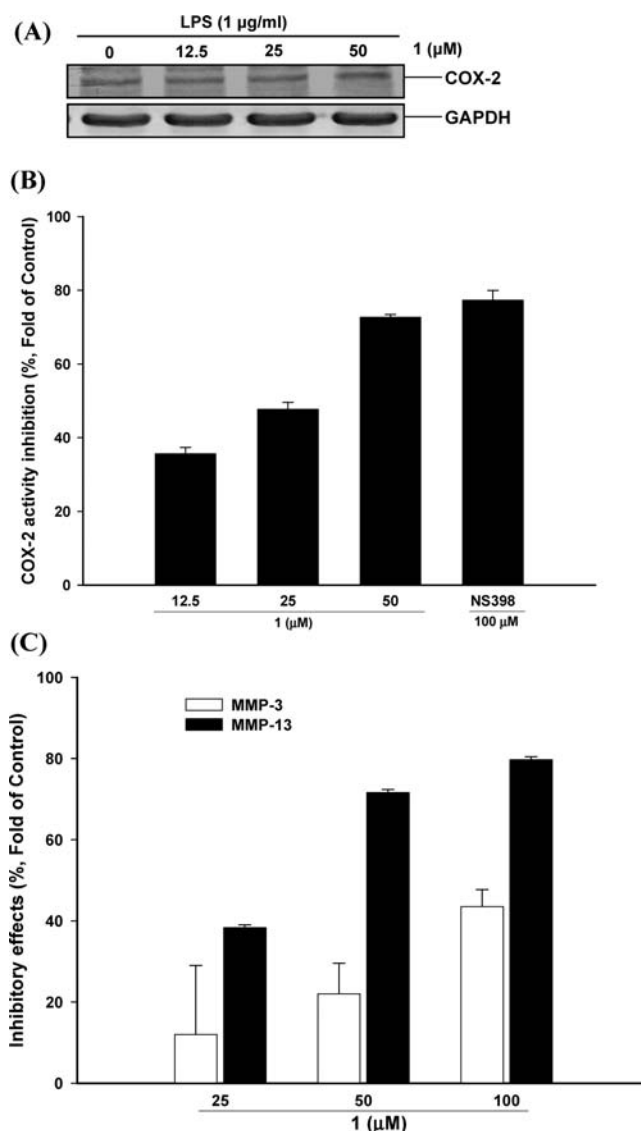 (A)
LPS (1 µg/ml)
0 12.5 25 50 1 (µM)
COX-2
GAPDH
(B)
COX-2 activity inhibition (%, Fold of Control)
100
80
60
40
20
0
12.5 25 50 NS398
1 (µM) 100 µM
(C)
Inhibitory effects (%, Fold of Control)
100
80
60
40
20
0
MMP-3
MMP-13
25 50 100
1 (µM)